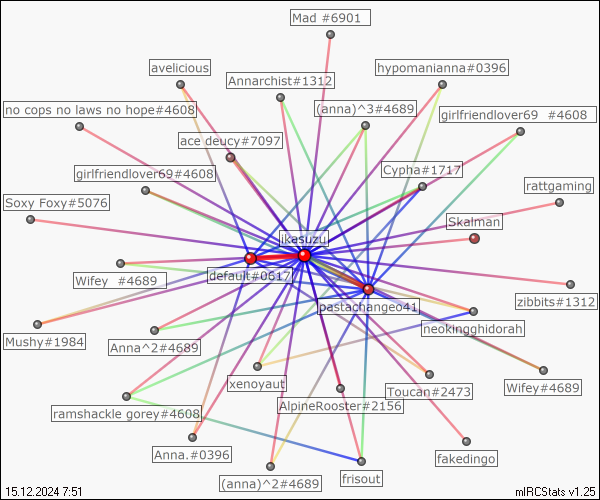 Mad #6901
avelicious
hypomanianna#0396
Annarchist#1312
no cops no laws no hope#4608
(anna)^3#4689
girlfriendlover69 #4608
ace deucy#7097
Cypha#1717
girlfriendlover69#4608
rattgaming
Soxy Foxy#5076
Skalman
ikasuzu
Wifey #4689
default#0617
zibbits#1312
pastachangeo41
neokingghidorah
Mushy#1984
Anna^2#4689
xenoyaut
Toucan#2473
Wifey#4689
AlpineRooster#2156
ramshackle gorey#4608
Anna.#0396
fakedingo
(anna)^2#4689
frisout
15.12.2024 7:51
mIRCStats v1.25